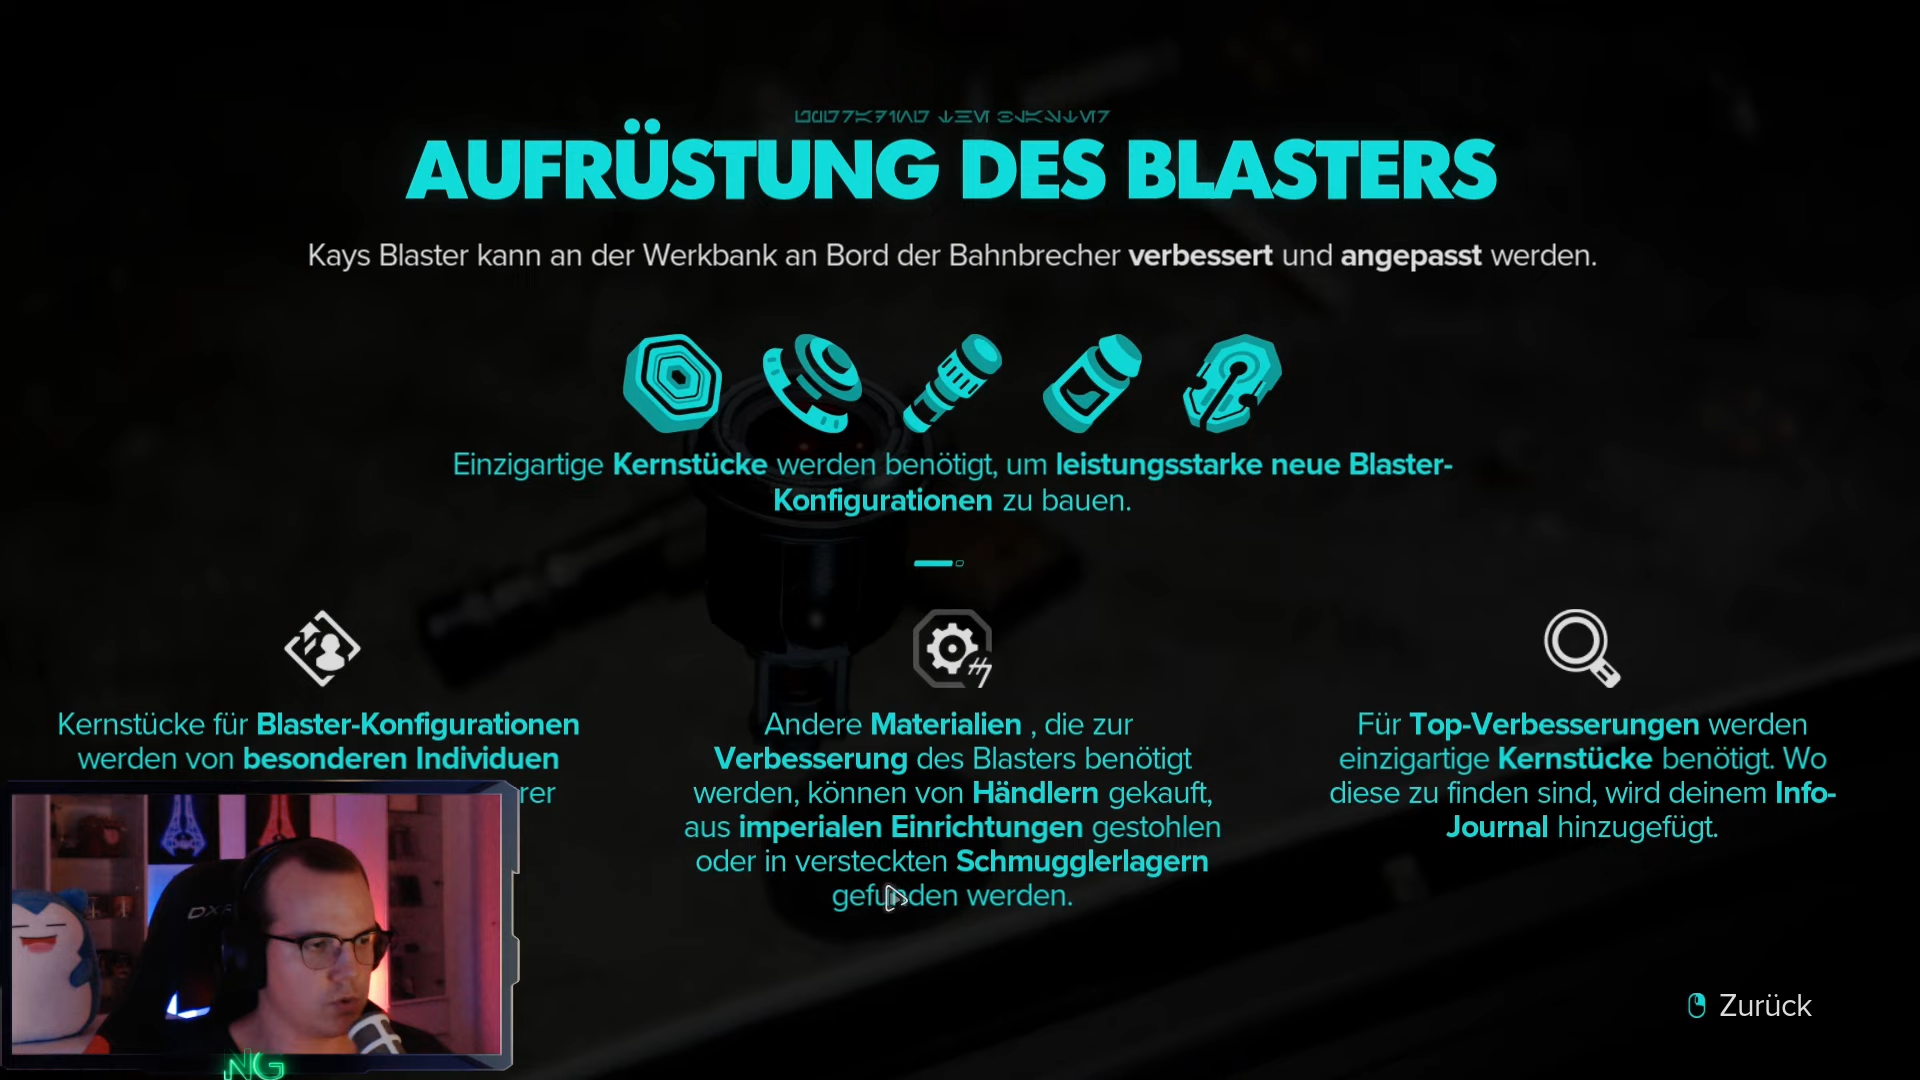 AUFRÜSTUNG DES BLASTERS
Kays Blaster kann an der Werkbank an Bord der Bahnbrecher verbessert und angepasst werden.
Einzigartige Kernstücke werden benötigt, um leistungsstarke neue Blaster-
Konfigurationen zu bauen.
Kernstücke für Blaster-Konfigurationen
werden von besonderen Individuen
Andere Materialien , die zur
Verbesserung des Blasters benötigt
werden, können von Händlern gekauft,
aus imperialen Einrichtungen gestohlen
oder in versteckten Schmugglerlagern
gefunden werden.
Für Top-Verbesserungen werden
einzigartige Kernstücke benötigt. Wo
diese zu finden sind, wird deinem Info-
Journal hinzugefügt.
NG
Zurück